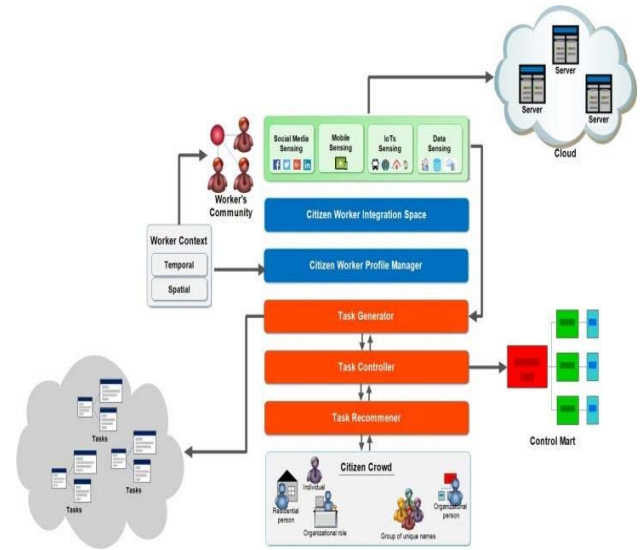 Server
Server
Server
Cloud
Social Media
Sensing
Mobile
Sensing
IoTs
Sensing
Data
Sensing
Worker's
Community
Citizen Worker Integration Space
Worker Context
Temporal
Spatial
Citizen Worker Profile Manager
Task Generator
Task Controller
Task Recommener
Control Mart
Tasks
Tasks
Tasks
Tasks
Citizen Crowd
Individual
Residential
person
Organizational role
Group of unique names
Organizational
person